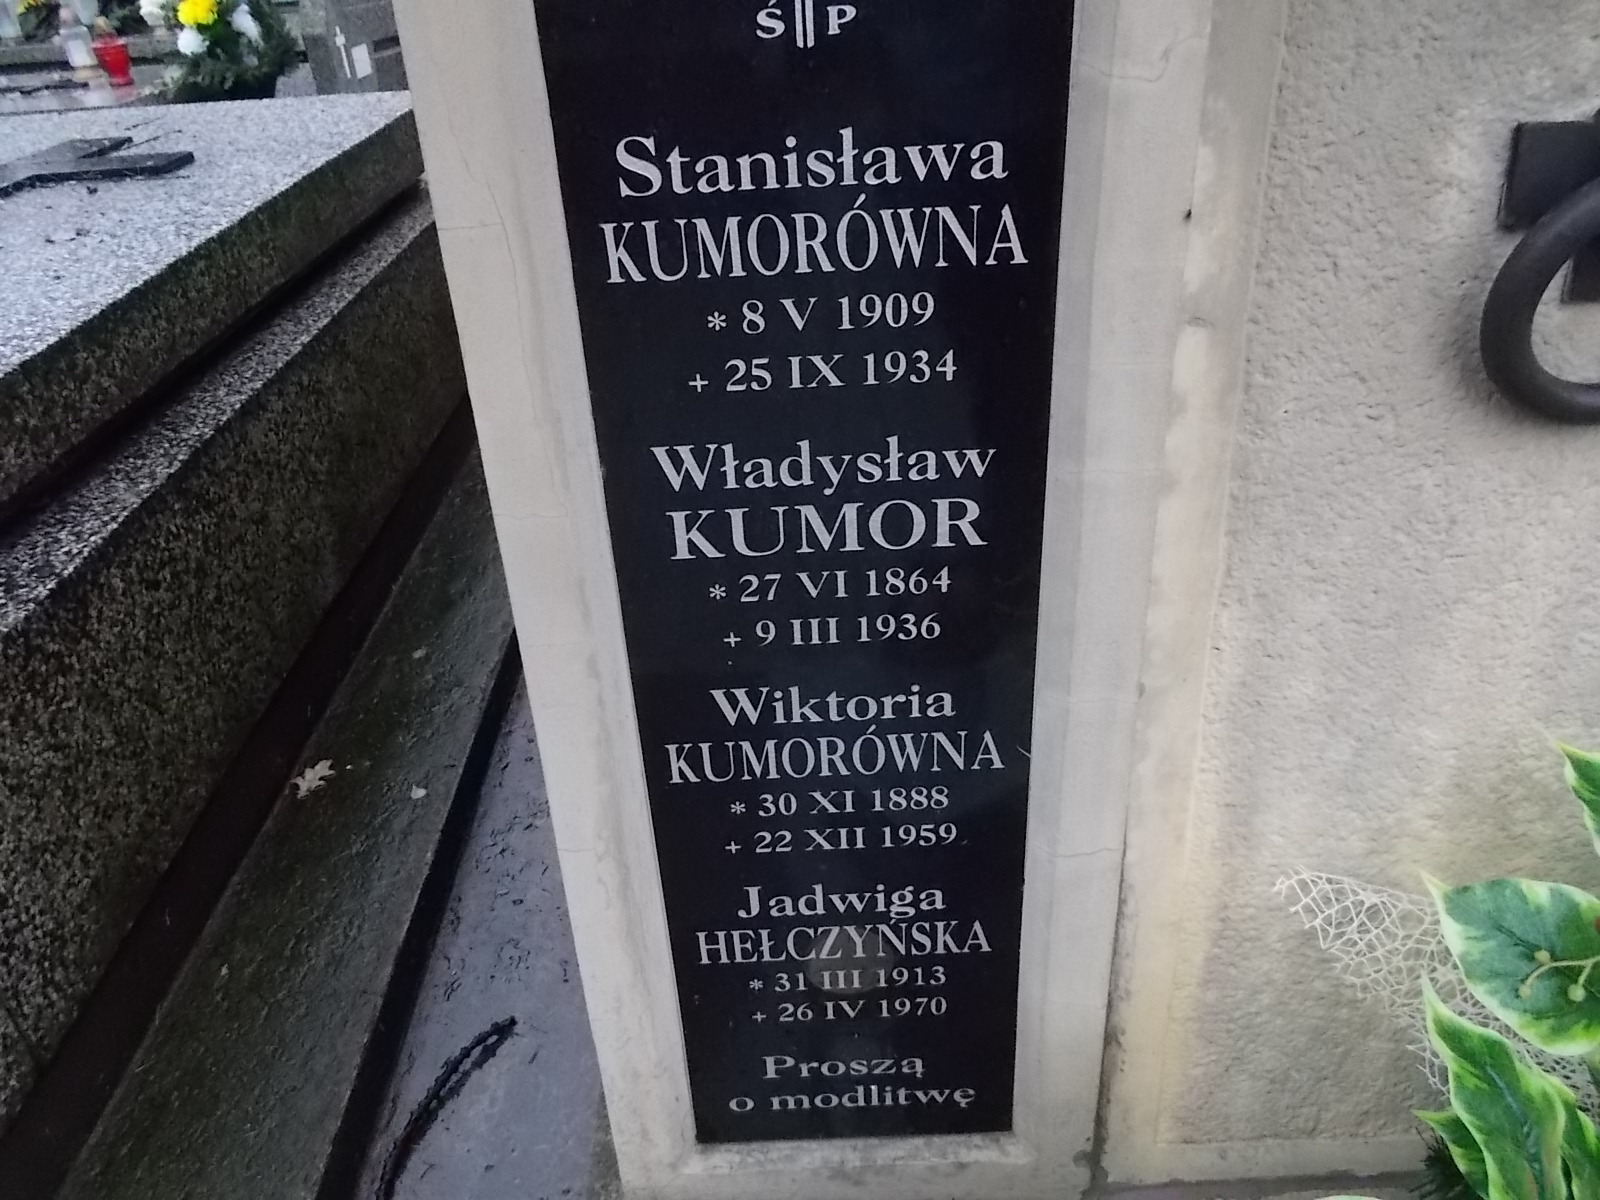 Ś P
Stanisława
KUMORÓWNA
* 8 V 1909
+ 25 IX 1934
Władysław
KUMOR
* 27 VI 1864
+ 9 III 1936
Wiktoria
KUMORÓWNA
* 30 XI 1888
+ 22 XII 1959
Jadwiga
HEŁCZYŃSKA
* 31 III 1913
+ 26 IV 1970
Proszą
o modlitwę